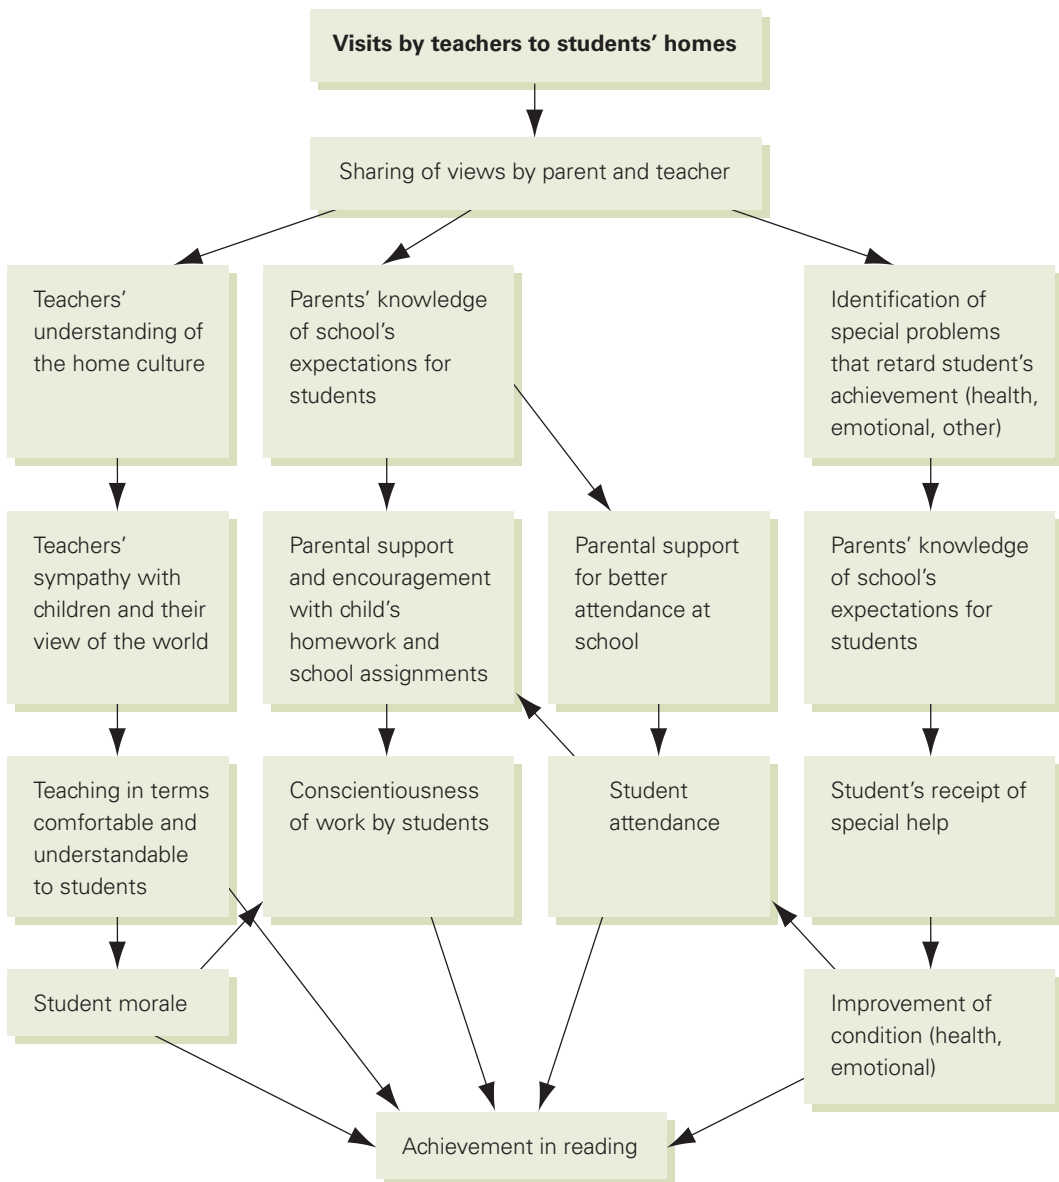 Visits by teachers to students’ homes
Sharing of views by parent and teacher
Teachers’
understanding of
the home culture
Parents’ knowledge
of school’s
expectations for
students
Identification of
special problems
that retard student’s
achievement (health,
emotional, other)
Teachers’
sympathy with
children and their
view of the world
Parental support
and encouragement
with child’s
homework and
school assignments
Parental support
for better
attendance at
school
Parents’ knowledge
of school’s
expectations for
students
Teaching in terms
comfortable and
understandable
to students
Conscientiousness
of work by students
Student
attendance
Student’s receipt of
special help
Student morale
Improvement of
condition (health,
emotional)
Achievement in reading